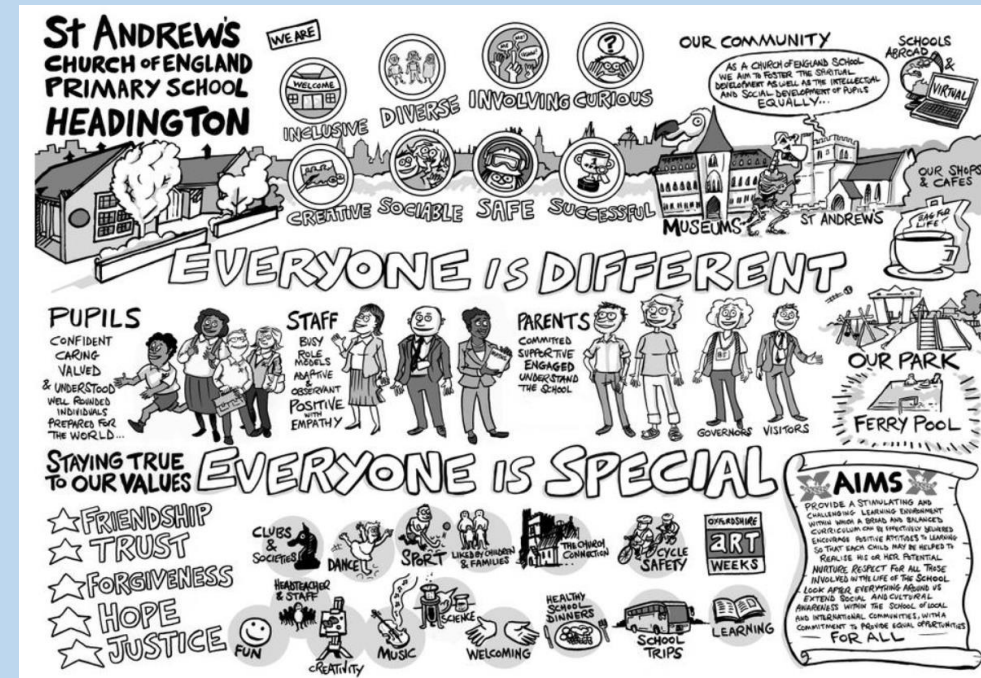 ST ANDREW'S
CHURCH OF ENGLAND
PRIMARY SCHOOL
HEADINGTON
WE ARE
WELCOME
INCLUSIVE
DIVERSE
INVOLVING
CURIOUS
CREATIVE
SOCIABLE
SAFE
SUCCESSFUL
OUR COMMUNITY
AS A CHURCH OF ENGLAND SCHOOL
WE AIM TO FOSTER THE SPIRITUAL
DEVELOPMENT AS WELL AS THE INTELLECTUAL
AND SOCIAL DEVELOPMENT OF PUPILS
EQUALLY...
SCHOOLS
ABROAD
&
VIRTUAL
MUSEUMS
ST ANDREW'S
OUR SHOPS
& CAFES
BAG FOR
LIFE
EVERYONE IS DIFFERENT
PUPILS
CONFIDENT
CARING
VALUED
& UNDERSTOOD
WELL ROUNDED
INDIVIDUALS
PREPARED FOR
THE WORLD...
STAFF
BUSY
ROLE
MODELS
ADAPTIVE
&
OBSERVANT
POSITIVE
WITH
EMPATHY
PARENTS
COMMITTED
SUPPORTIVE
ENGAGED
UNDERSTAND
THE SCHOOL
GOVERNORS
VISITORS
OUR PARK
FERRY POOL
STAYING TRUE
TO OUR VALUES
EVERYONE IS SPECIAL
FRIENDSHIP
TRUST
FORGIVENESS
HOPE
JUSTICE
CLUBS
&
SOCIETIES
DANCE
SPORT
LIKED BY CHILDREN
& FAMILIES
THE CHURCH
CONNECTION
CYCLE
SAFETY
OXFORDSHIRE
aRT
WEEKS
HEADTEACHER
& STAFF
FUN
CREATIVITY
MUSIC
SCIENCE
WELCOMING
HEALTHY
SCHOOL
DINNERS
SCHOOL
TRIPS
LEARNING
AIMS
PROVIDE A STIMULATING AND
CHALLENGING LEARNING ENVIRONMENT
WITHIN WHICH A BROAD AND BALANCED
CURRICULUM CAN BE EFFECTIVELY DELIVERED
ENCOURAGE POSITIVE ATTITUDES TO LEARNING
SO THAT EACH CHILD MAY BE HELPED TO
REALISE HIS OR HER POTENTIAL
NURTURE RESPECT FOR ALL THOSE
INVOLVED IN THE LIFE OF THE SCHOOL
LOOK AFTER EVERYTHING AROUND US
EXTEND SOCIAL AND CULTURAL
AWARENESS WITHIN THE SCHOOL OF LOCAL
AND INTERNATIONAL COMMUNITIES, WITH A
COMMITMENT TO PROVIDE EQUAL OPPORTUNITIES
FOR ALL